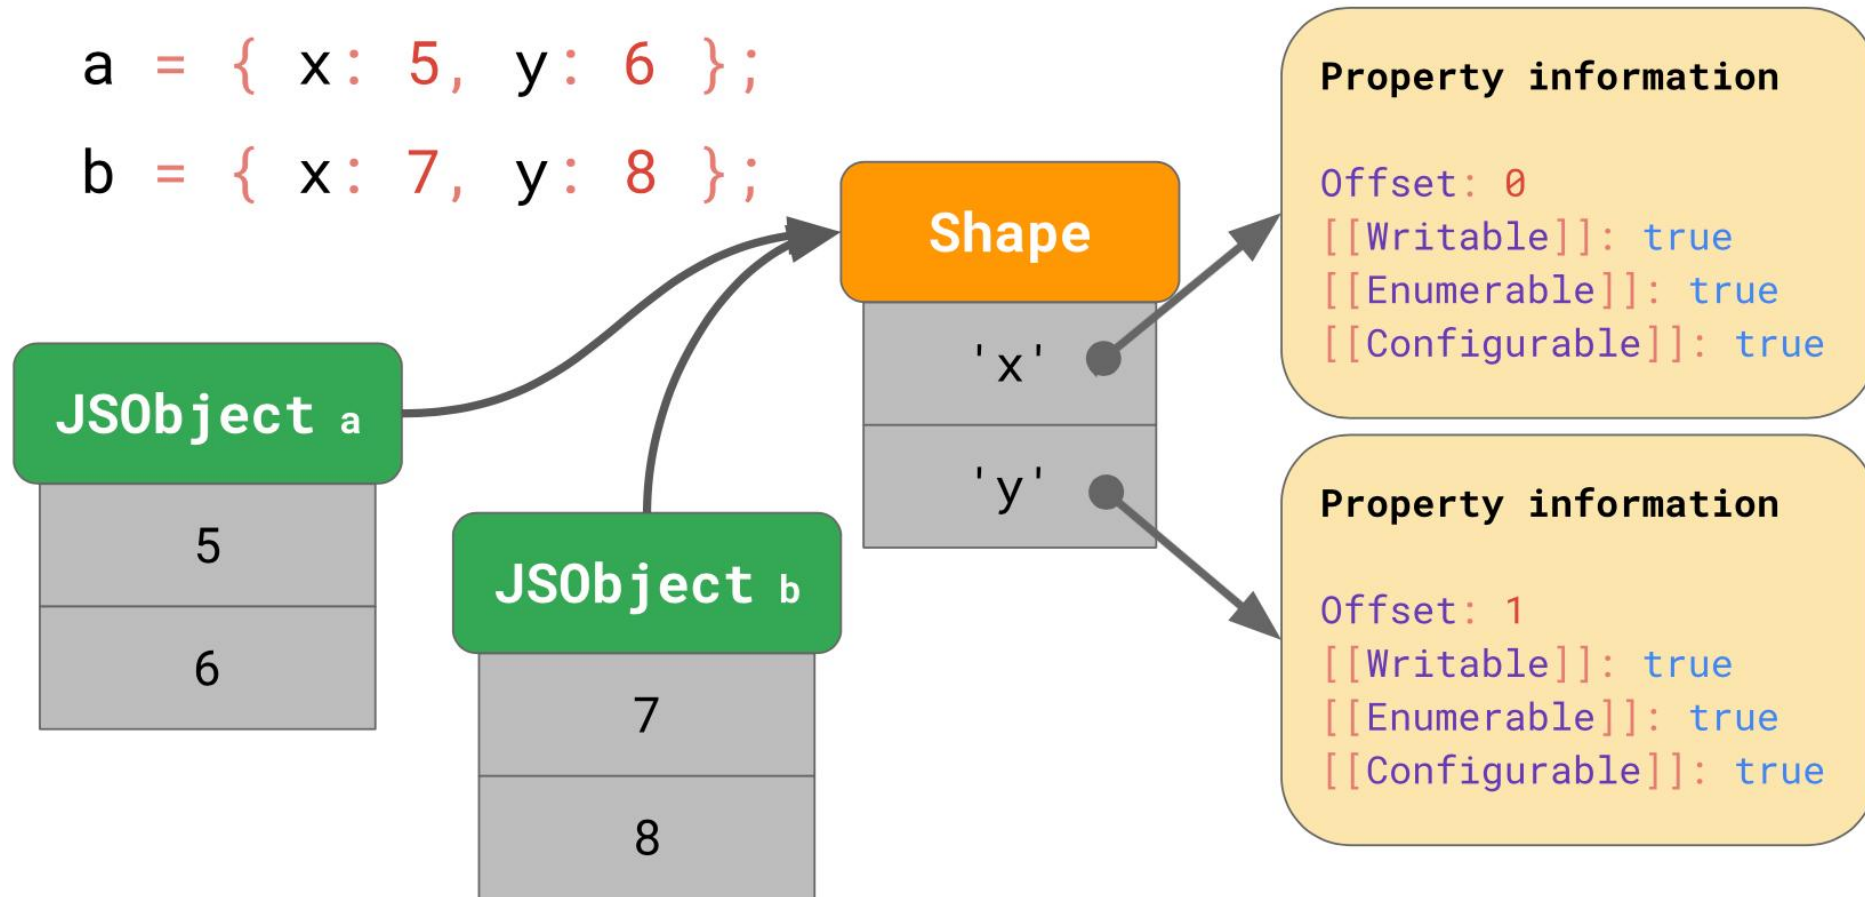 a = { x: 5, y: 6 };
b = { x: 7, y: 8 };
JSObject a
5
6
JSObject b
7
8
Shape
'x'
'y'
Property information
Offset: 0
[[Writable]]: true
[[Enumerable]]: true
[[Configurable]]: true
Property information
Offset: 1
[[Writable]]: true
[[Enumerable]]: true
[[Configurable]]: true